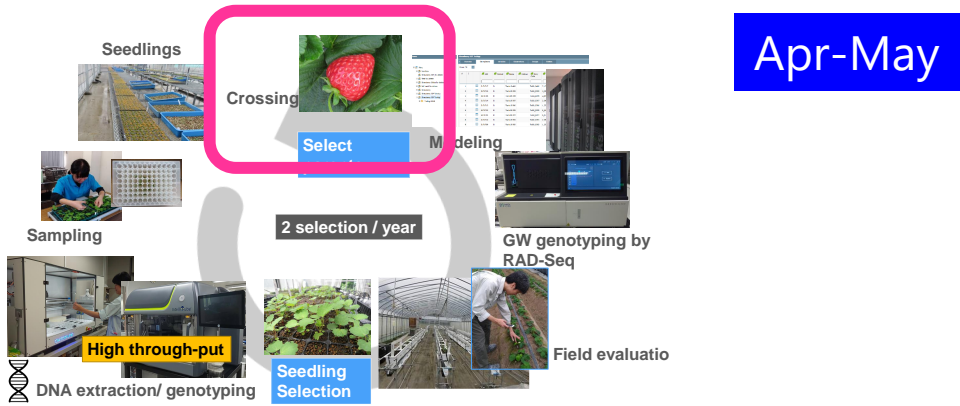 Apr-May
Seedlings
Crossing
Select
Modeling
Sampling
2 selection / year
GW genotyping by
RAD-Seq
High through-put
DNA extraction/ genotyping
Seedling
Selection
Field evaluatio